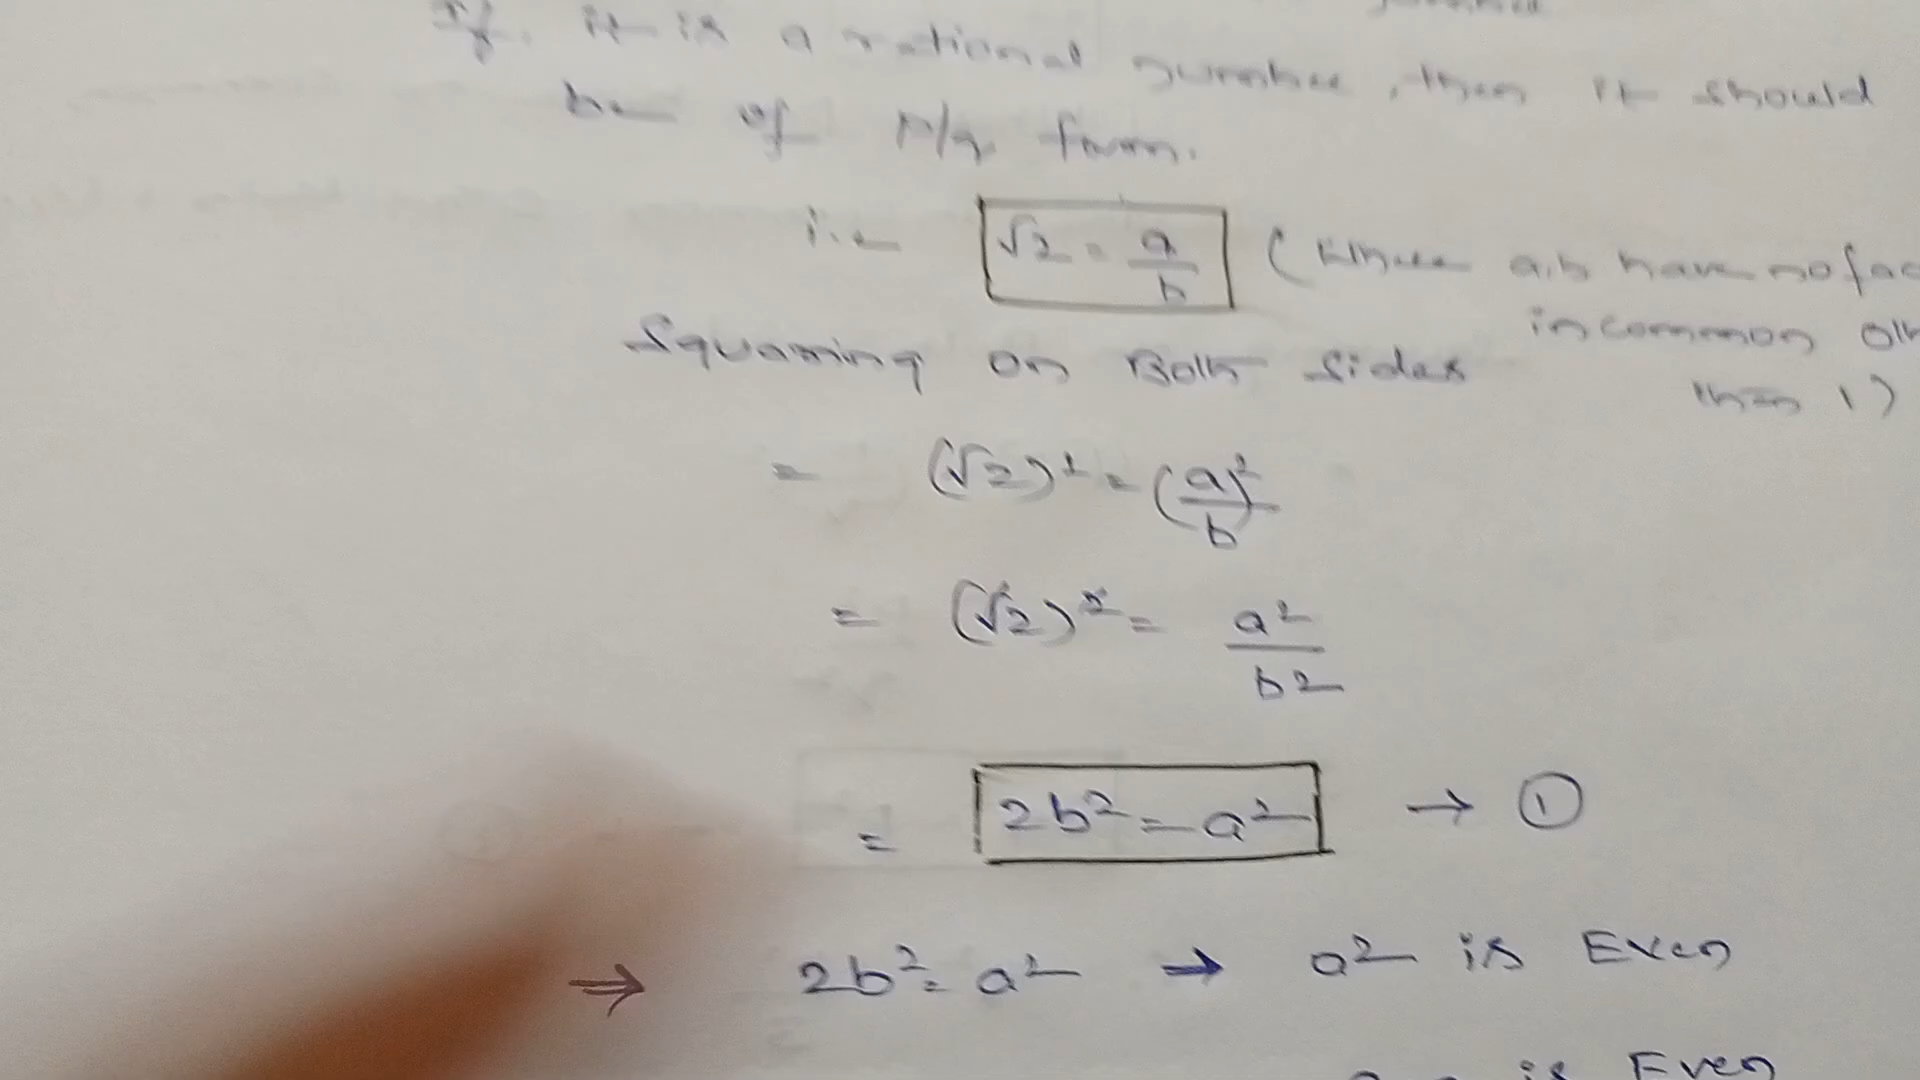 If it is a rational number, then it should
be of P/q form.
i.e √2 = a/b (Where a,b have no fac
in common oth
than 1)
Squaring on Both Sides
= (√2)² = (a/b)²
= (√2)² = a²/b²
= 2b² = a² → ①
⇒ 2b² = a² → a² is Even
is Even